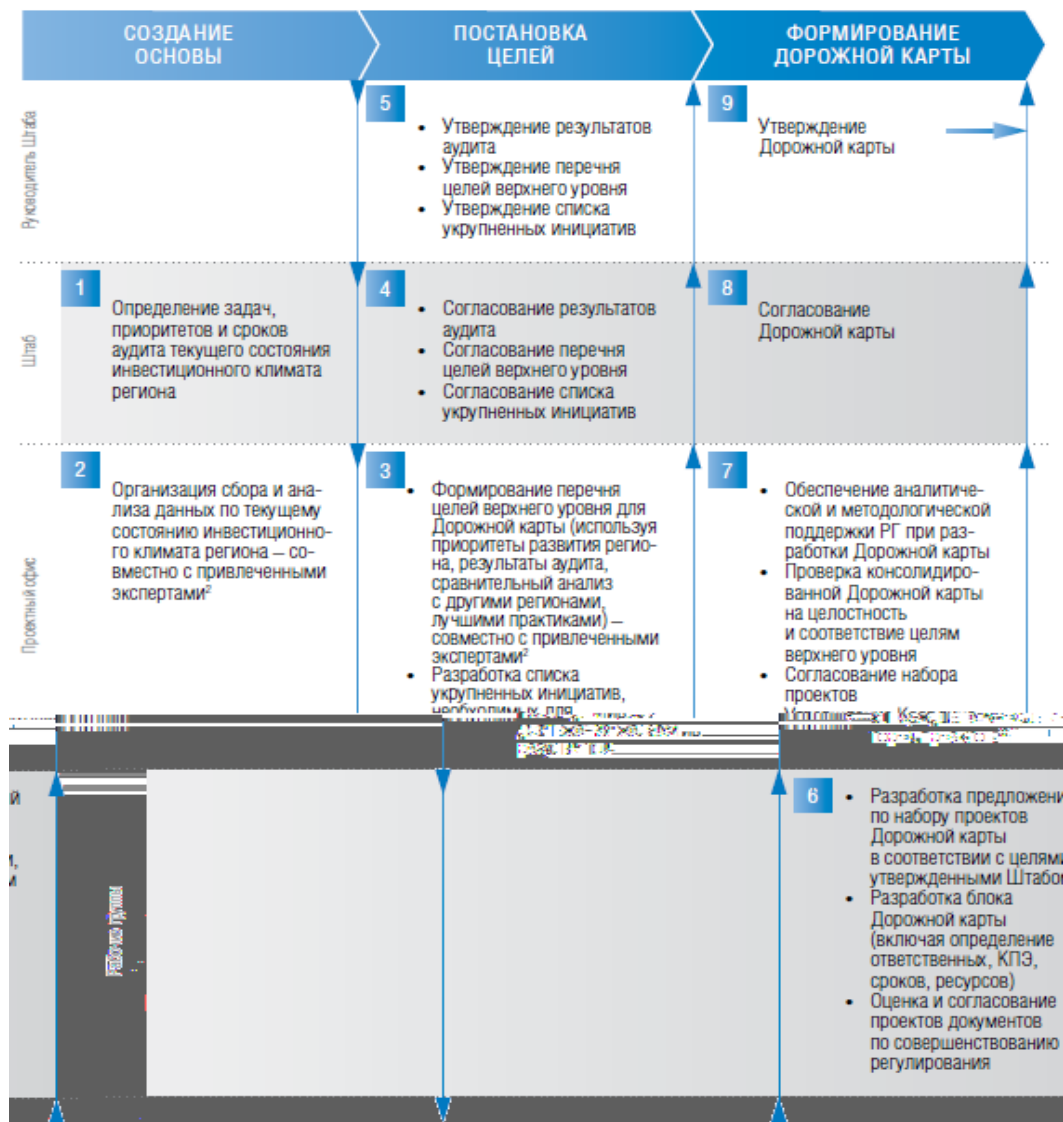 СОЗДАНИЕ
ОСНОВЫ
ПОСТАНОВКА
ЦЕЛЕЙ
ФОРМИРОВАНИЕ
ДОРОЖНОЙ КАРТЫ
Руководитель Штаба
5
• Утверждение результатов
аудита
• Утверждение перечня
целей верхнего уровня
• Утверждение списка
укрупненных инициатив
9
Утверждение
Дорожной карты
Штаб
1
Определение задач,
приоритетов и сроков
аудита текущего состояния
инвестиционного климата
региона
4
• Согласование результатов
аудита
• Согласование перечня
целей верхнего уровня
• Согласование списка
укрупненных инициатив
8
Согласование
Дорожной карты
Проектный офис
2
Организация сбора и ана-
лиза данных по текущему
состоянию инвестиционно-
го климата региона – со-
вместно с привлеченными
экспертами²
3
• Формирование перечня
целей верхнего уровня для
Дорожной карты (используя
приоритеты развития регио-
на, результаты аудита,
сравнительный анализ
с другими регионами,
лучшими практиками) –
совместно с привлеченными
экспертами²
• Разработка списка
укрупненных инициатив,
необходимых для
7
• Обеспечение аналитиче-
ской и методологической
поддержки РГ при раз-
работки Дорожной карты
• Проверка консолидиро-
ванной Дорожной карты
на целостность
и соответствие целям
верхнего уровня
• Согласование набора
проектов
й
и,
м
Рабочие группы
6
• Разработка предложени
по набору проектов
Дорожной карты
в соответствии с целями
утвержденными Штабом
• Разработка блока
Дорожной карты
(включая определение
ответственных, КПЭ,
сроков, ресурсов)
• Оценка и согласование
проектов документов
по совершенствованию
регулирования